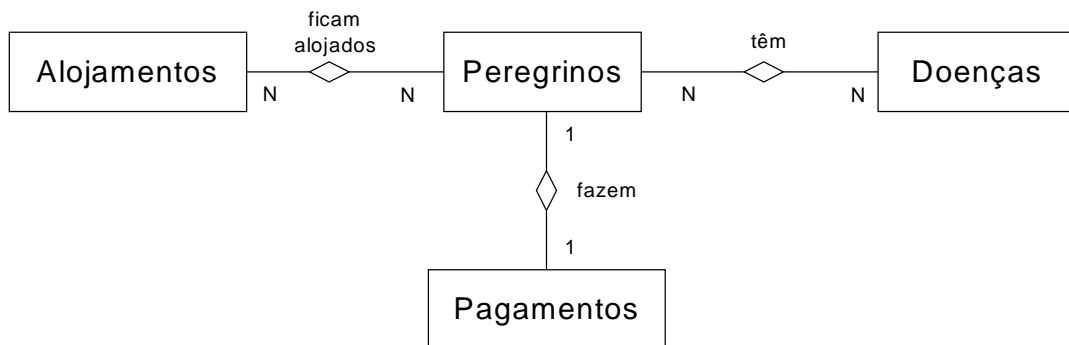 ficam
alojados
têm
Alojamentos
Peregrinos
Doenças
N
N
N
N
1
fazem
1
Pagamentos